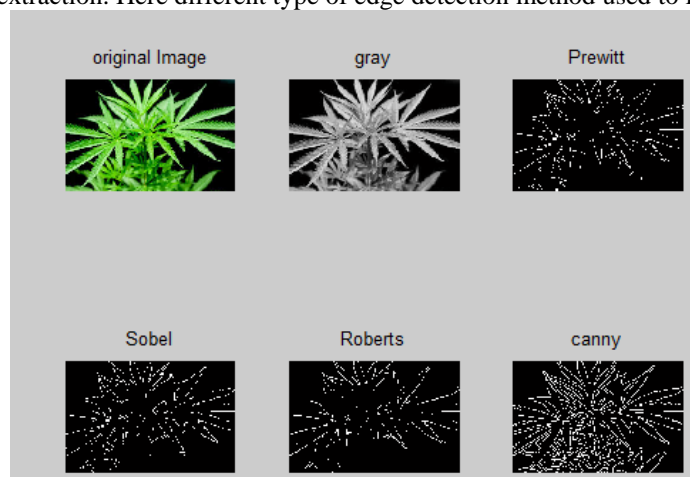 extraction. Here different type of edge detection method used to
original Image gray Prewitt
Sobel Roberts canny